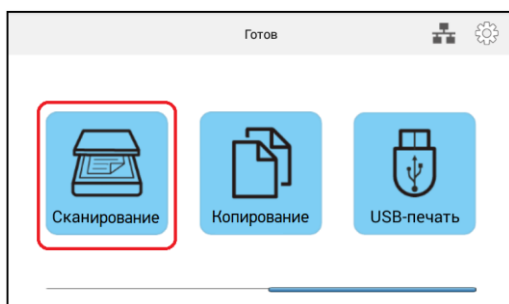 Готов
Сканирование
Копирование
USB-печать